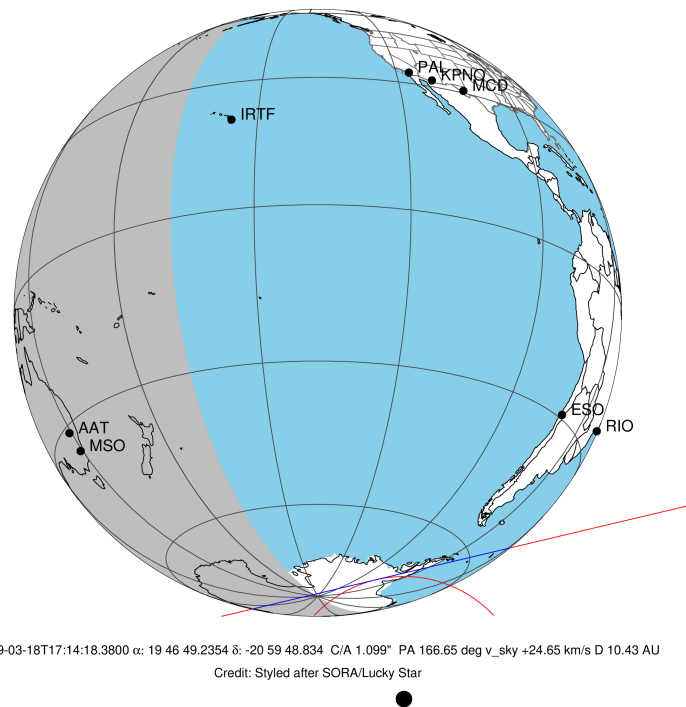 PAL
KPNO
MCD
IRTF
ESO
RIO
AAT
MSO
9-03-18T17:14:18.3800 α: 19 46 49.2354 δ: -20 59 48.834 C/A 1.099" PA 166.65 deg v_sky +24.65 km/s D 10.43 AU
Credit: Styled after SORA/Lucky Star